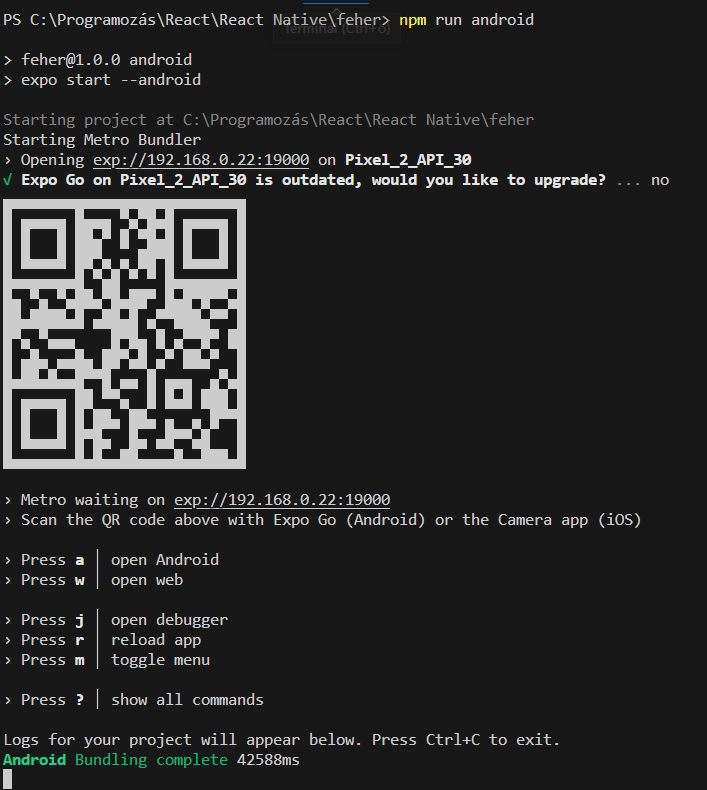 PS C:\Programozás\React\React Native\feher> npm run android
Terminal (Ctrl+ö)
> feher@1.0.0 android
> expo start --android
Starting project at C:\Programozás\React\React Native\feher
Starting Metro Bundler
› Opening exp://192.168.0.22:19000 on Pixel_2_API_30
√ Expo Go on Pixel_2_API_30 is outdated, would you like to upgrade? ... no
› Metro waiting on exp://192.168.0.22:19000
› Scan the QR code above with Expo Go (Android) or the Camera app (iOS)
› Press a │ open Android
› Press w │ open web
› Press j │ open debugger
› Press r │ reload app
› Press m │ toggle menu
› Press ? │ show all commands
Logs for your project will appear below. Press Ctrl+C to exit.
Android Bundling complete 42588ms